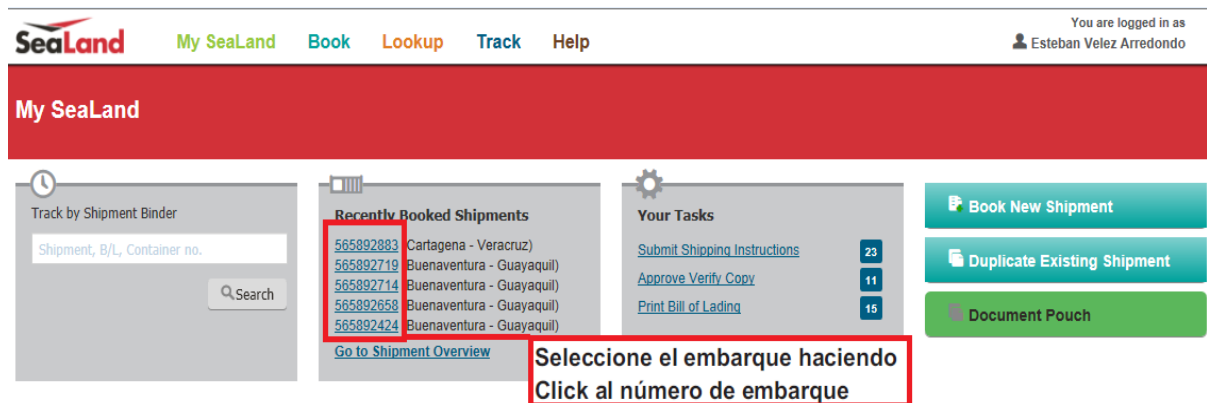 SeaLand
My SeaLand Book Lookup Track Help
You are logged in as
Esteban Velez Arredondo
My SeaLand
Track by Shipment Binder
Shipment, B/L, Container no.
Search
Recently Booked Shipments
565892883 (Cartagena - Veracruz)
565892719 (Buenaventura - Guayaquil)
565892714 (Buenaventura - Guayaquil)
565892658 (Buenaventura - Guayaquil)
565892424 (Buenaventura - Guayaquil)
Go to Shipment Overview
Your Tasks
Submit Shipping Instructions 23
Approve Verify Copy 11
Print Bill of Lading 15
Book New Shipment
Duplicate Existing Shipment
Document Pouch
Seleccione el embarque haciendo
Click al número de embarque